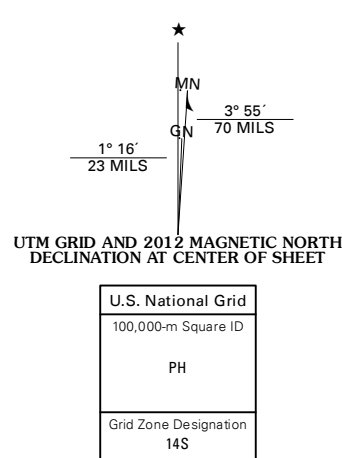 ★
MN
3° 55´
70 MILS
GN
1° 16´
23 MILS
UTM GRID AND 2012 MAGNETIC NORTH
DECLINATION AT CENTER OF SHEET
U.S. National Grid
100,000-m Square ID
PH
Grid Zone Designation
14S